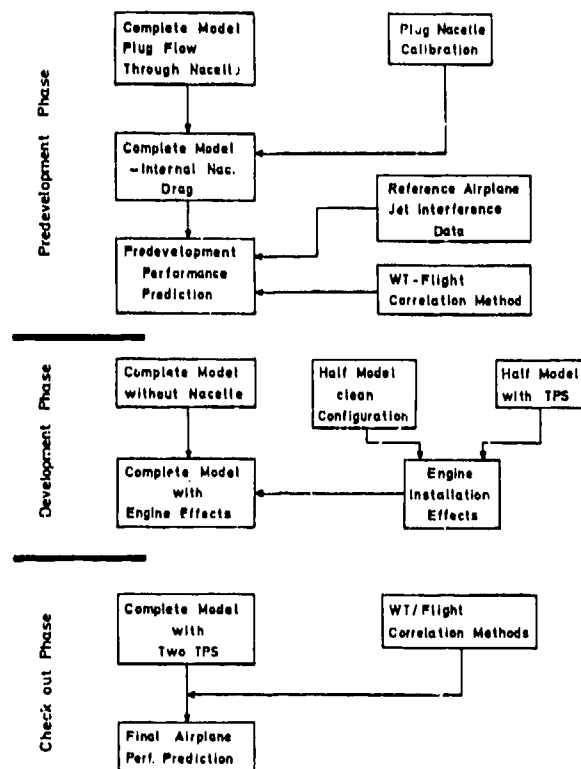 Predevelopment Phase
Complete Model
Plug Flow
Through Nacelle
Plug Nacelle
Calibration
Complete Model
-Internal Nac.
Drag
Reference Airplane
Jet Interference
Data
Predevelopment
Performance
Prediction
WT-Flight
Correlation Method
Development Phase
Complete Model
without Nacelle
Half Model
clean
Configuration
Half Model
with TPS
Complete Model
with
Engine Effects
Engine
Installation
Effects
Check out Phase
Complete Model
with
Two TPS
WT/Flight
Correlation Methods
Final Airplane
Perf. Prediction